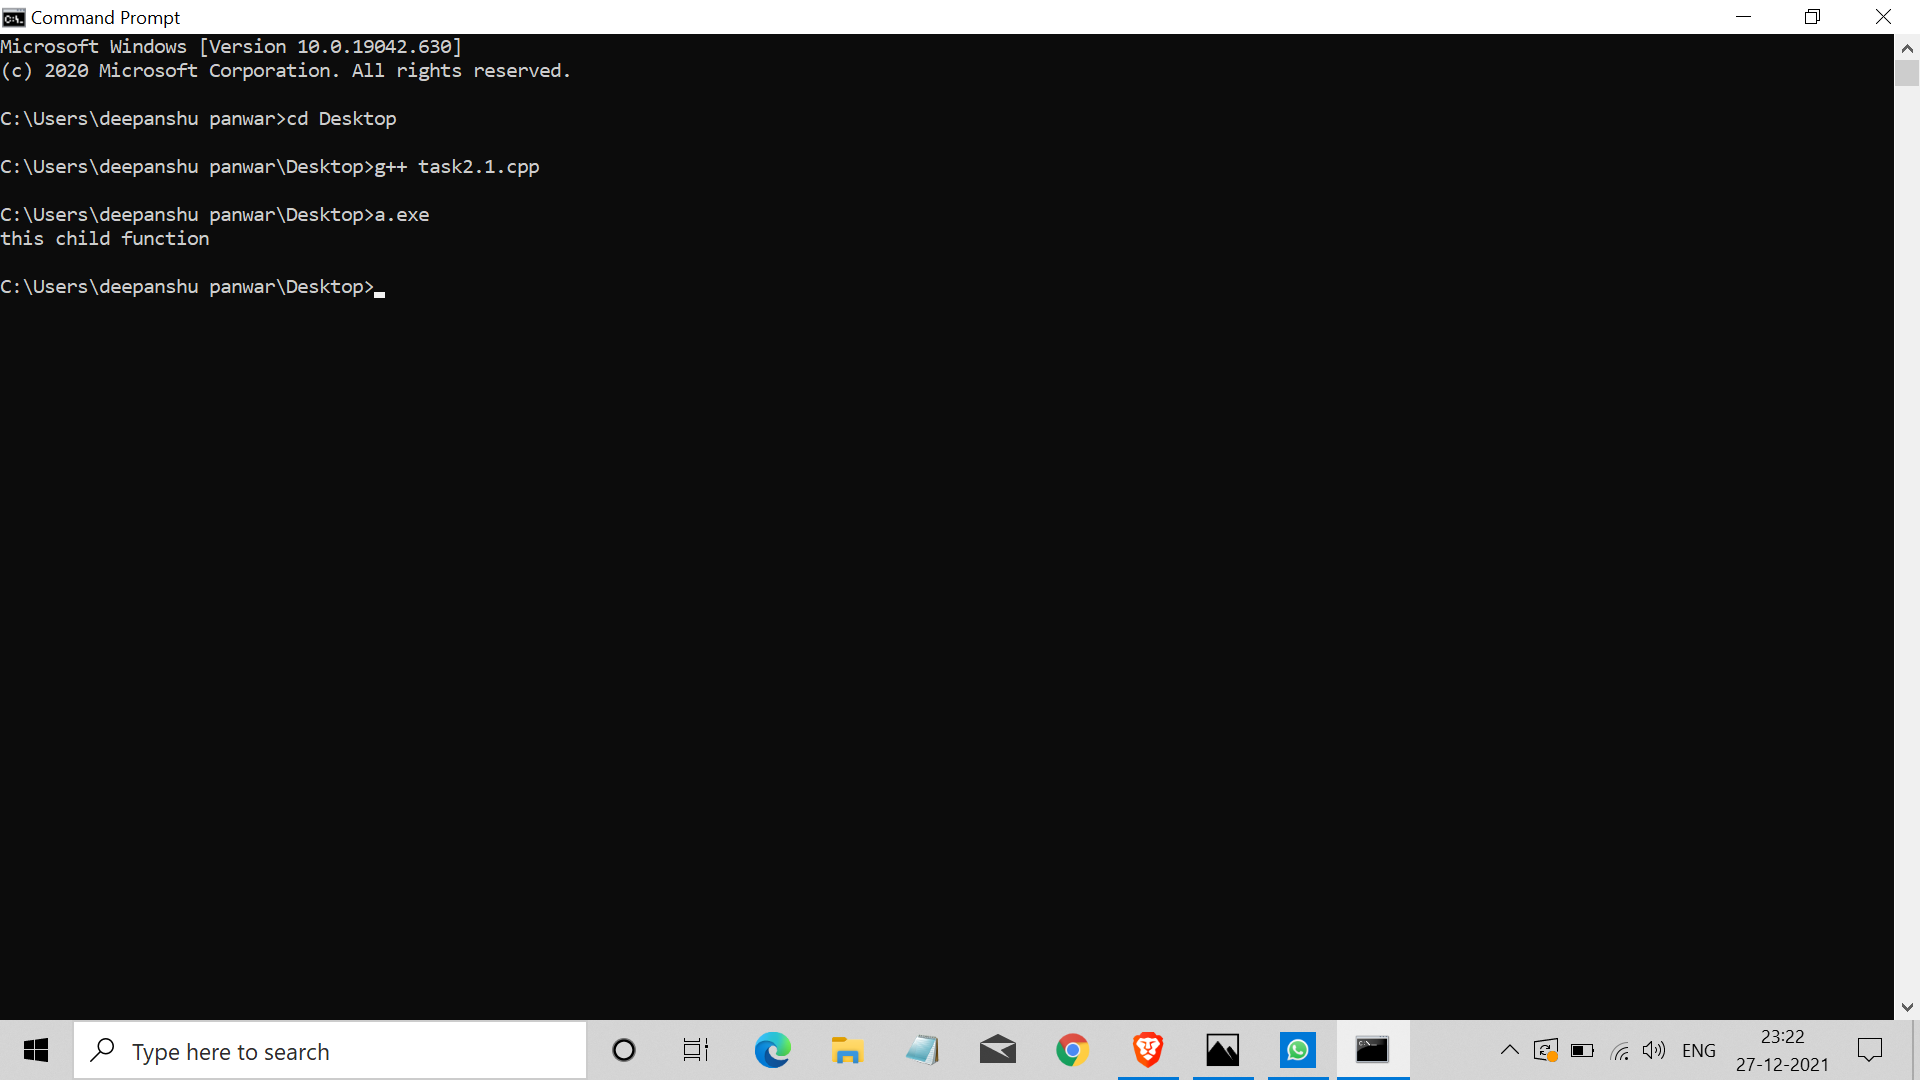 Command Prompt
Microsoft Windows [Version 10.0.19042.630]
(c) 2020 Microsoft Corporation. All rights reserved.
C:\Users\deepanshu panwar>cd Desktop
C:\Users\deepanshu panwar\Desktop>g++ task2.1.cpp
C:\Users\deepanshu panwar\Desktop>a.exe
this child function
C:\Users\deepanshu panwar\Desktop>
Type here to search
ENG
23:22
27-12-2021